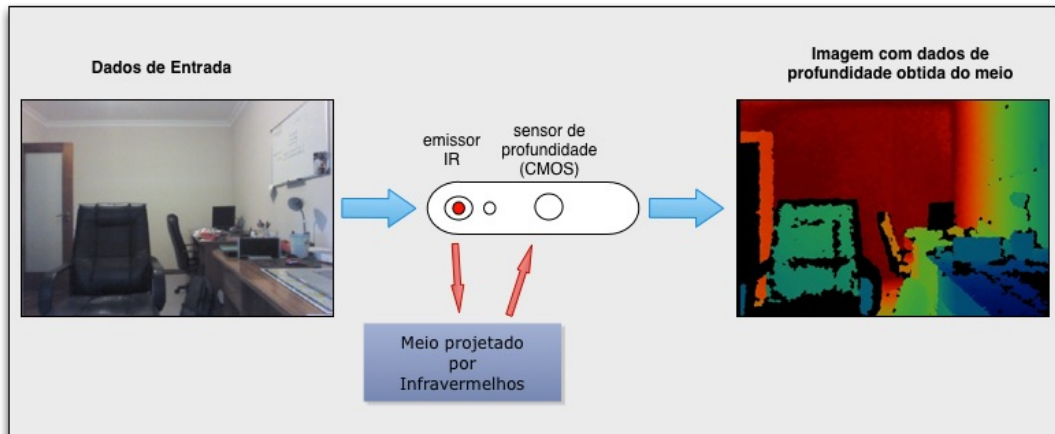 Dados de Entrada
emissor
IR
sensor de
profundidade
(CMOS)
Imagem com dados de
profundidade obtida do meio
Meio projetado
por
Infravermelhos